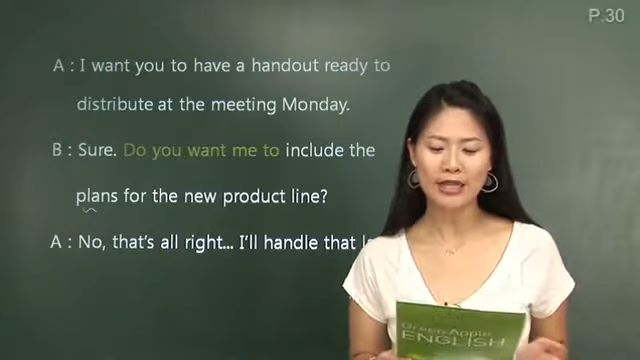 P.30
A : I want you to have a handout ready to
distribute at the meeting Monday.
B : Sure. Do you want me to include the
plans for the new product line?
A : No, that's all right... I'll handle that
Green Apple
ENGLISH